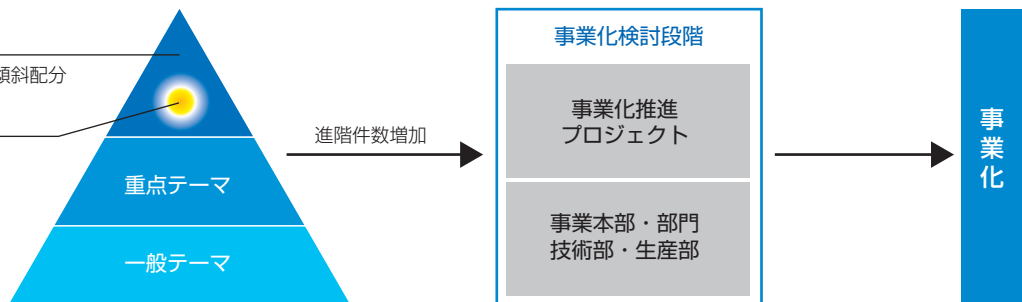 傾斜配分
重点テーマ
一般テーマ
進階件数増加
事業化検討段階
事業化推進
プロジェクト
事業本部・部門
技術部・生産部
事業化